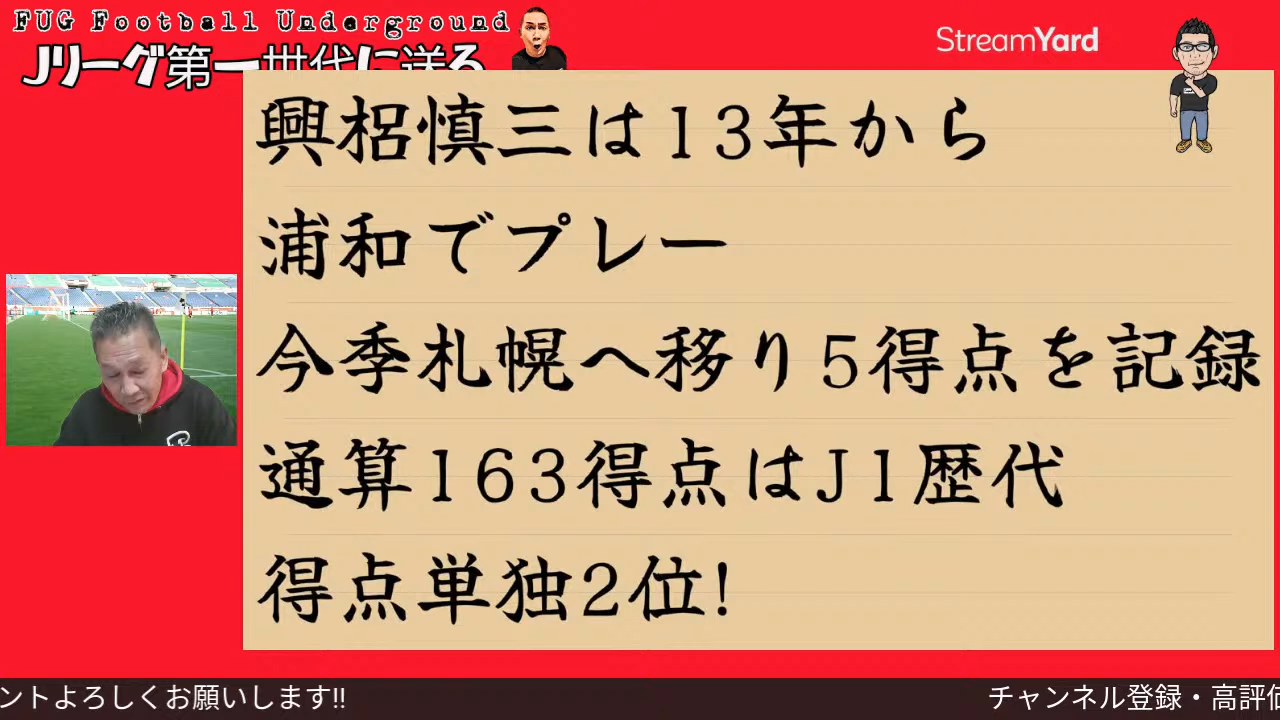 FUG Football Underground
Jリーグ第一世代に送る
StreamYard
興梠慎三は13年から
浦和でプレー
今季札幌へ移り5得点を記録
通算163得点はJ1歴代
得点単独2位!
ントよろしくお願いします!!
チャンネル登録・高評価